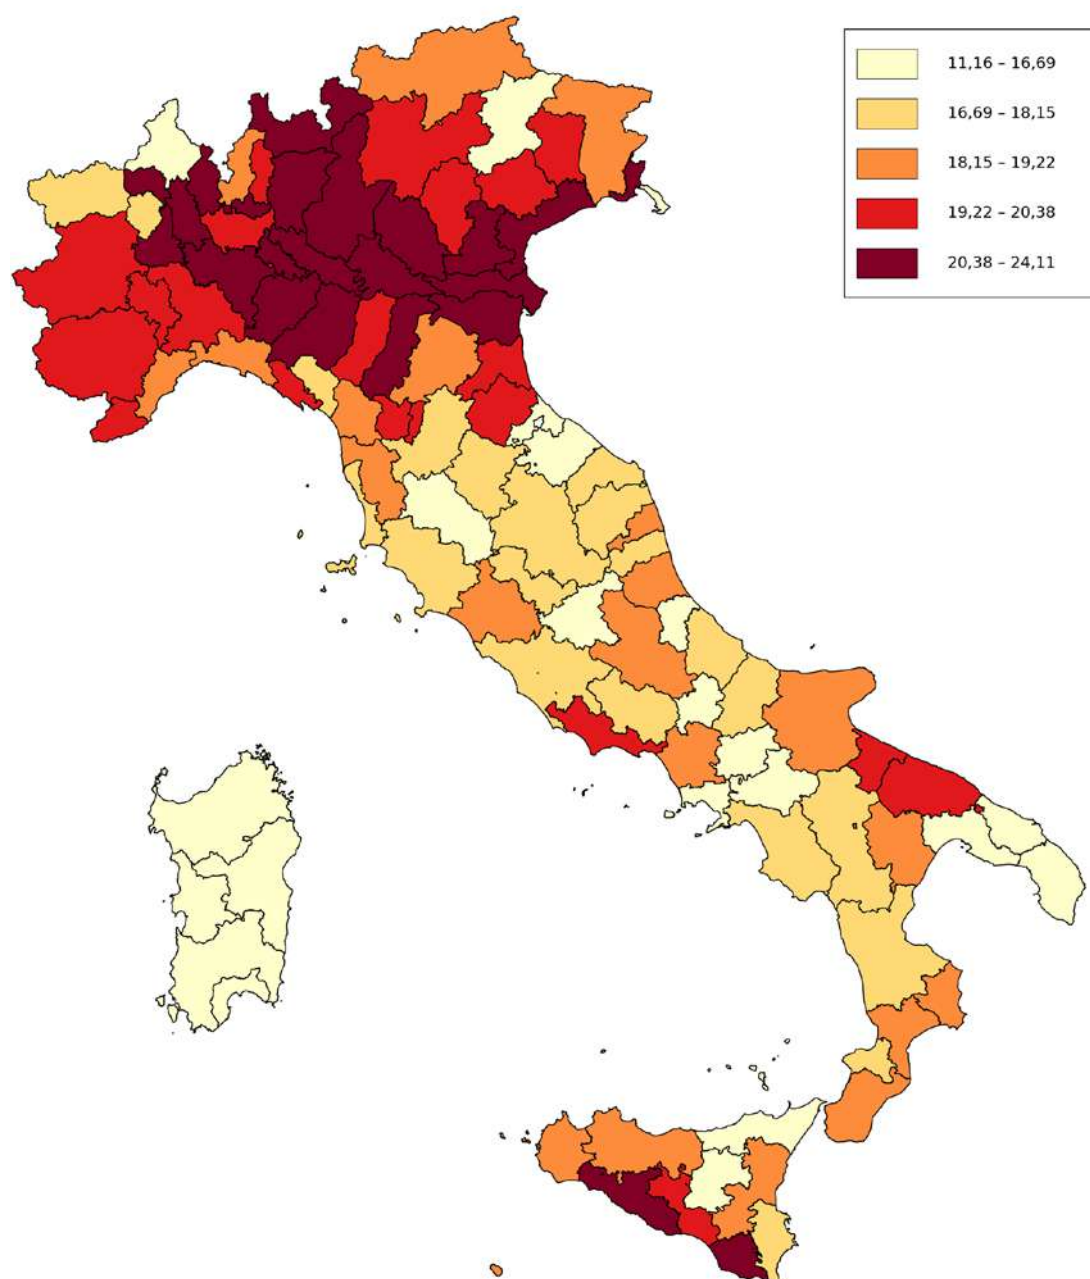 11,16 – 16,69
16,69 – 18,15
18,15 – 19,22
19,22 – 20,38
20,38 – 24,11